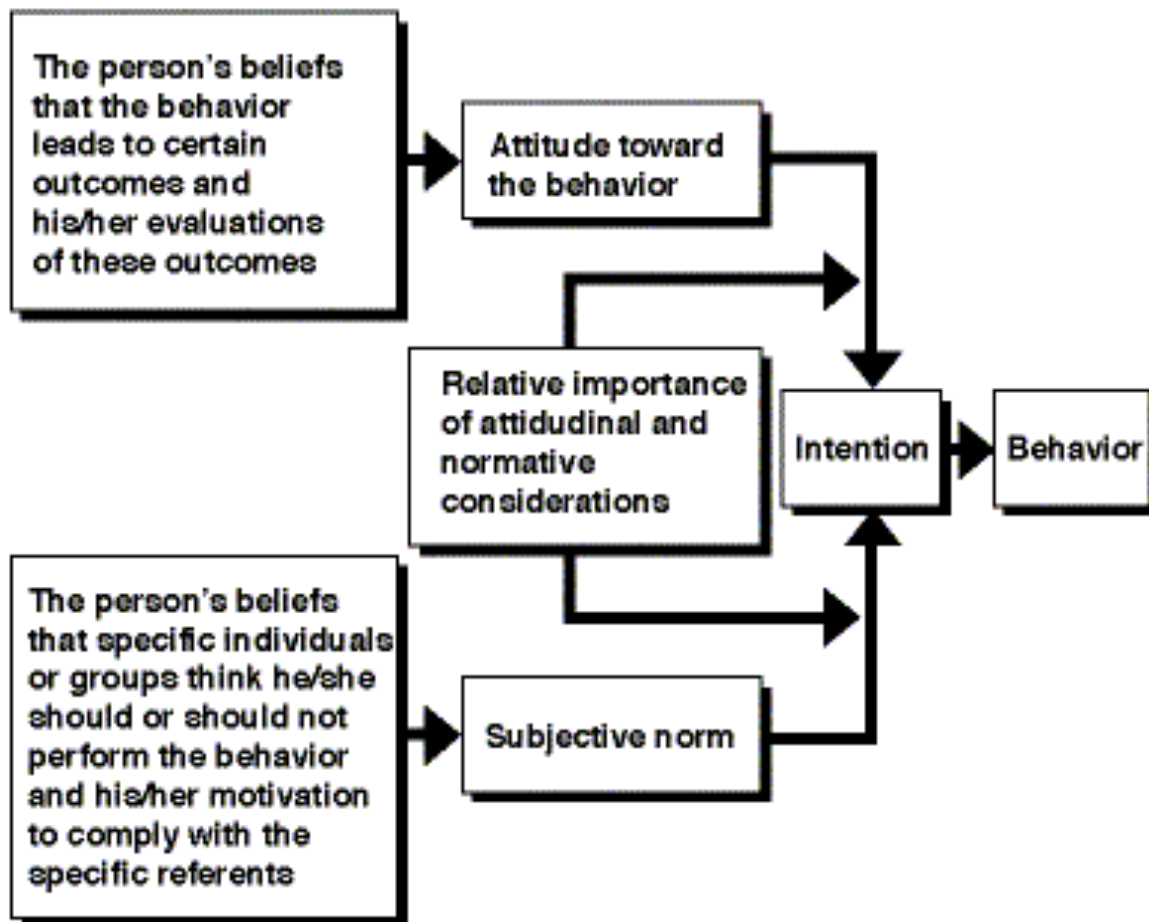 The person's beliefs
that the behavior
leads to certain
outcomes and
his/her evaluations
of these outcomes
Attitude toward
the behavior
Relative importance
of attidudinal and
normative
considerations
Intention
Behavior
The person's beliefs
that specific individuals
or groups think he/she
should or should not
perform the behavior
and his/her motivation
to comply with the
specific referents
Subjective norm